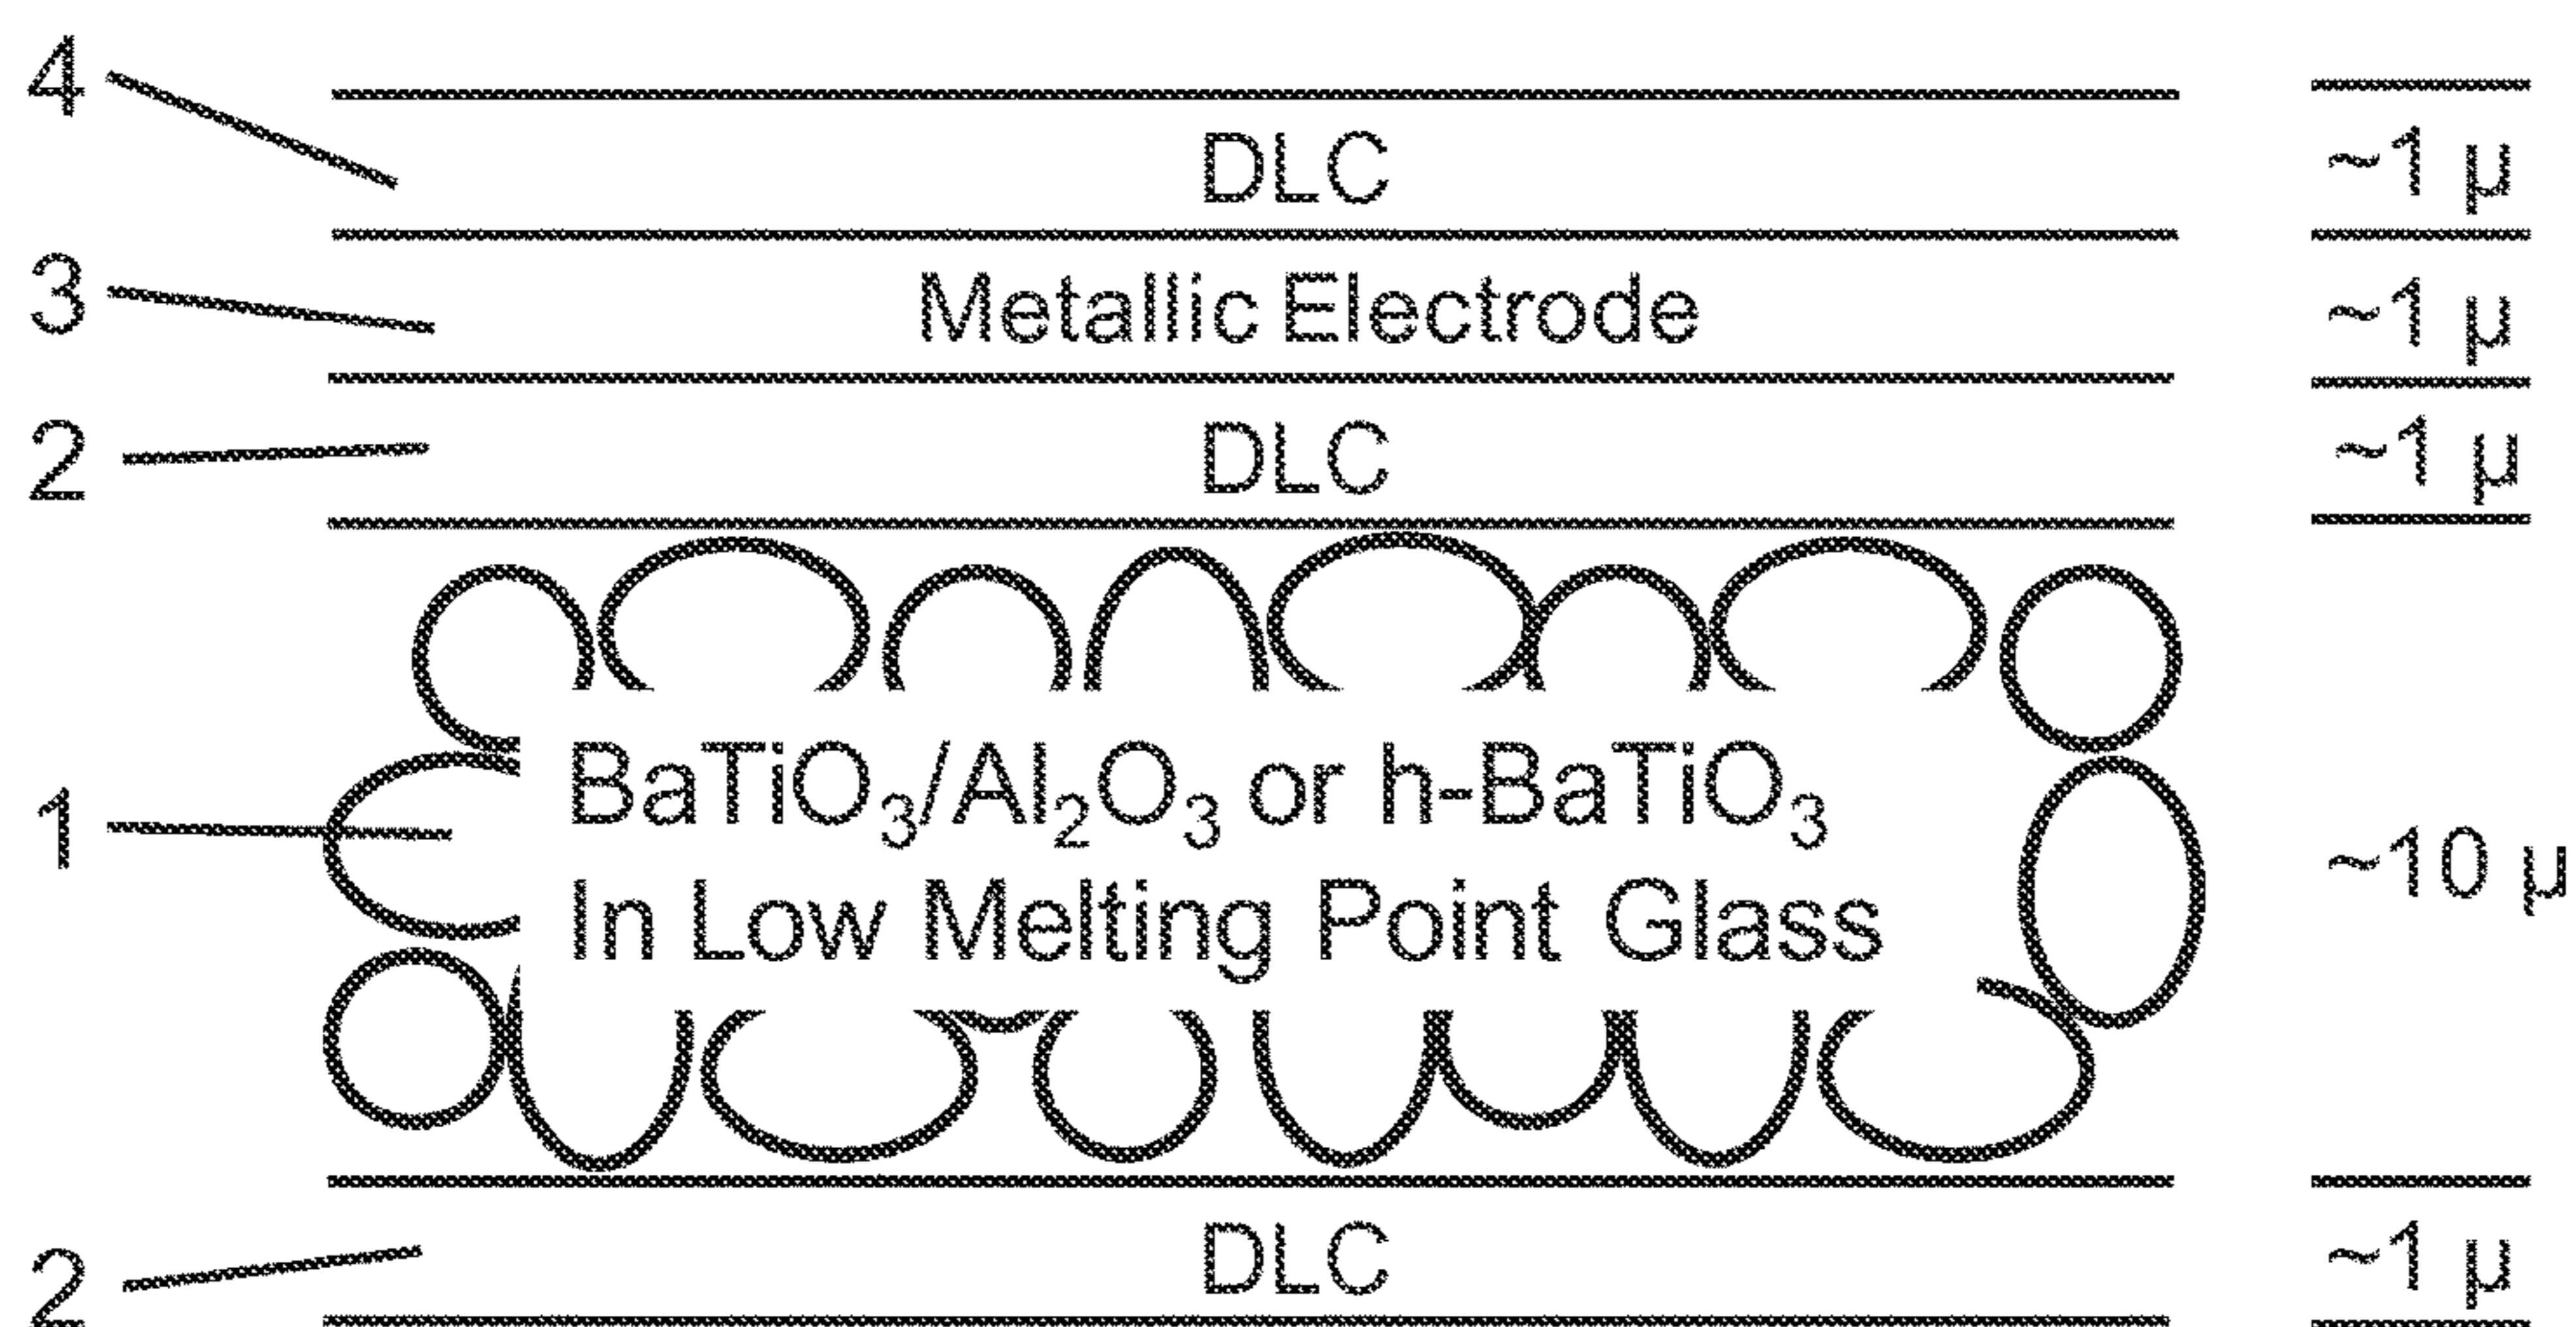 4 DLC ~1 µ
3 Metallic Electrode ~1 µ
2 DLC ~1 µ
1 BaTiO₃/Al₂O₃ or h-BaTiO₃
In Low Melting Point Glass ~10 µ
2 DLC ~1 µ